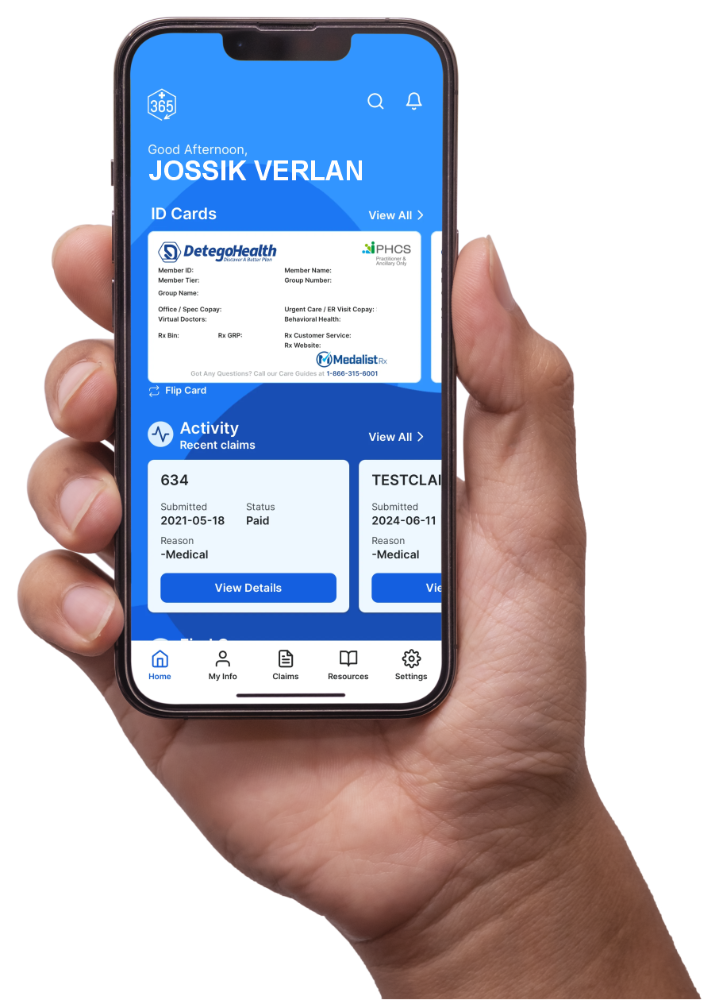 365
Good Afternoon,
JOSSIK VERLAN
ID Cards
View All
DetegoHealth
Discover A Better Plan
PHCS
Practitioner &
Ancillary Only
Member ID:
Member Name:
Member Tier:
Group Number:
Group Name:
Office / Spec Copay:
Urgent Care / ER Visit Copay:
Virtual Doctors:
Behavioral Health:
Rx Bin:
Rx GRP:
Rx Customer Service:
Rx Website:
Medalist Rx
Got Any Questions? Call our Care Guides at 1-866-315-6001
Flip Card
Activity
Recent claims
View All
634
Submitted
Status
2021-05-18
Paid
Reason
-Medical
View Details
TESTCLAI
Submitted
2024-06-11
Reason
-Medical
Vie
Home
My Info
Claims
Resources
Settings